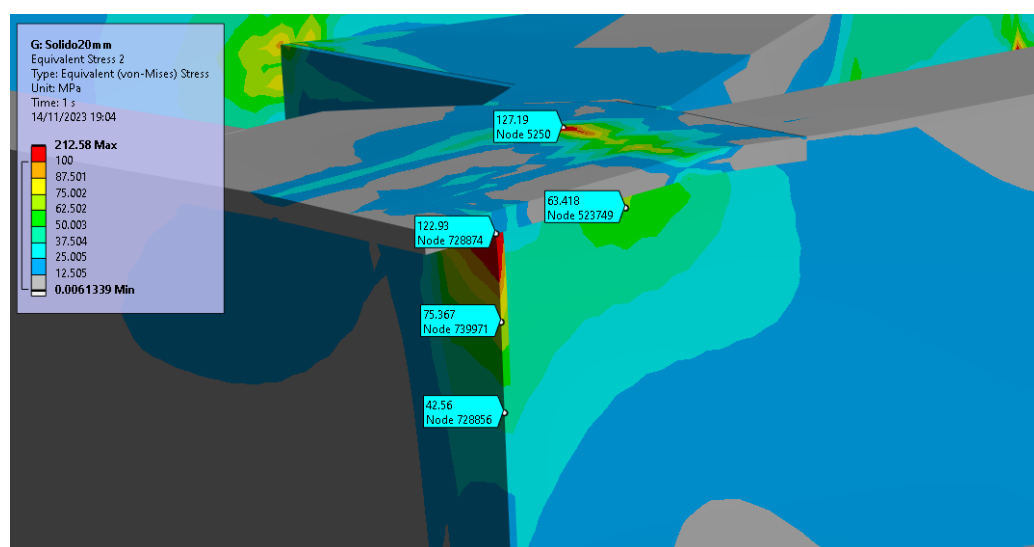 G: Solido20mm
Equivalent Stress 2
Type: Equivalent (von-Mises) Stress
Unit: MPa
Time: 1 s
14/11/2023 19:04
212.58 Max
100
87.501
75.002
62.502
50.003
37.504
25.005
12.505
0.0061339 Min
127.19
Node 5250
63.418
Node 523749
122.93
Node 728874
75.367
Node 739971
42.56
Node 728856